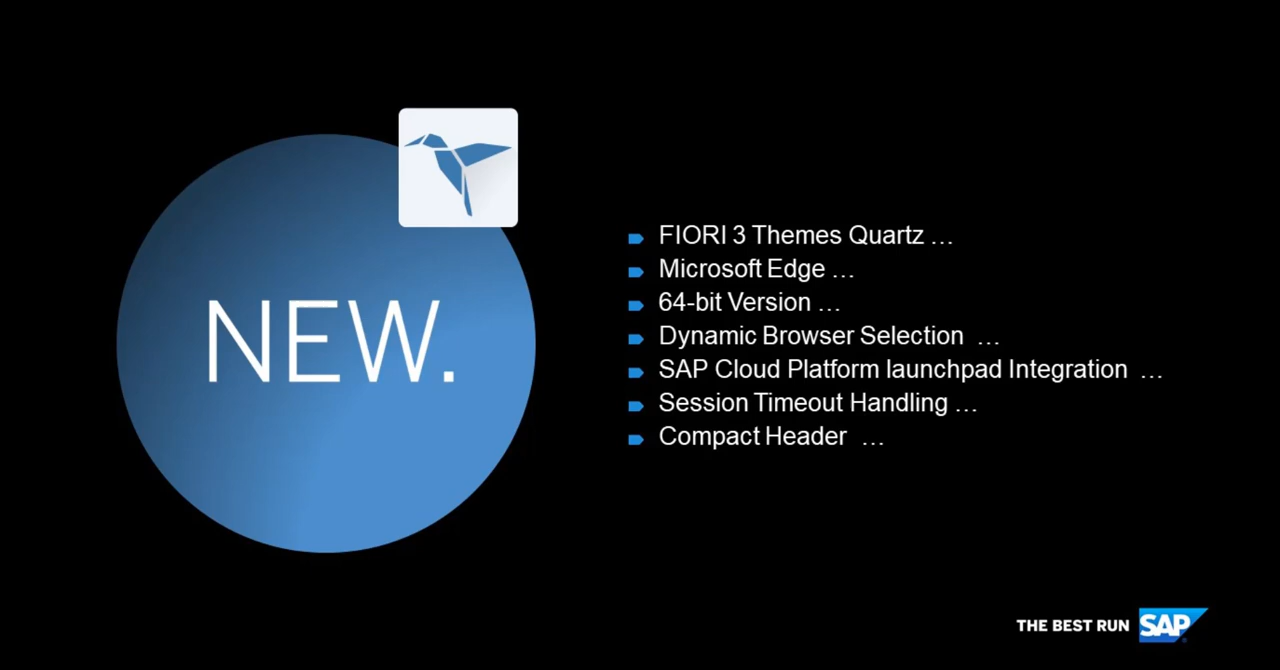 NEW.
FIORI 3 Themes Quartz …
Microsoft Edge …
64-bit Version …
Dynamic Browser Selection …
SAP Cloud Platform launchpad Integration …
Session Timeout Handling …
Compact Header …
THE BEST RUN SAP